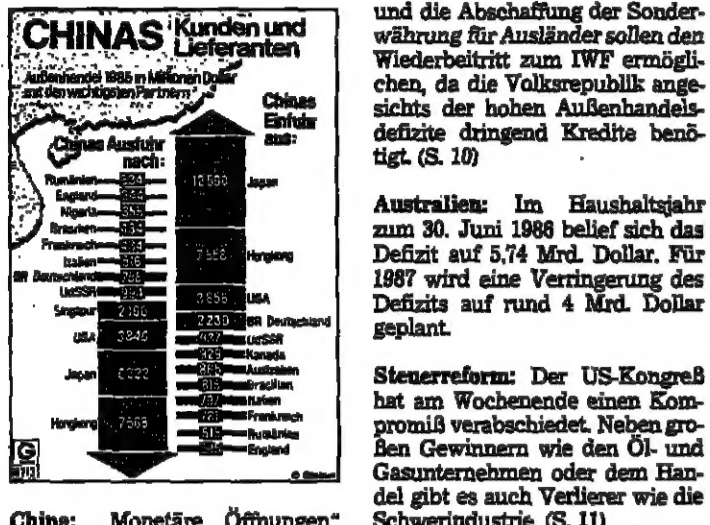 CHINAS Kunden und
Lieferanten
Außenhandel 1985 in Millionen Dollar
mit den wichtigsten Partnern
Chinas
Einfuhr
aus:
Chinas Ausfuhr
nach:
Rumänien
England
Nigeria
Brasilien
Frankreich
Italien
BR Deutschland
UdSSR
Singapur
USA
Japan
Hongkong
Japan
Hongkong
USA
2230 BR Deutschland
UdSSR
Kanada
Australien
Brasilien
Italien
Frankreich
Rumänien
England
G
China: Monetäre Öffnungen"
und die Abschaffung der Sonder-
währung für Ausländer sollen den
Wiederbeitritt zum IWF ermögli-
chen, da die Volksrepublik ange-
sichts der hohen Außenhandels-
defizite dringend Kredite benö-
tigt. (S. 10)
Australien: Im Haushaltsjahr
zum 30. Juni 1986 belief sich das
Defizit auf 5,74 Mrd. Dollar. Für
1987 wird eine Verringerung des
Defizits auf rund 4 Mrd. Dollar
geplant.
Steuerreform: Der US-Kongreß
hat am Wochenende einen Kom-
promiß verabschiedet. Neben gro-
ßen Gewinnern wie den Öl- und
Gasunternehmen oder dem Han-
del gibt es auch Verlierer wie die
Schwerindustrie. (S. 11)